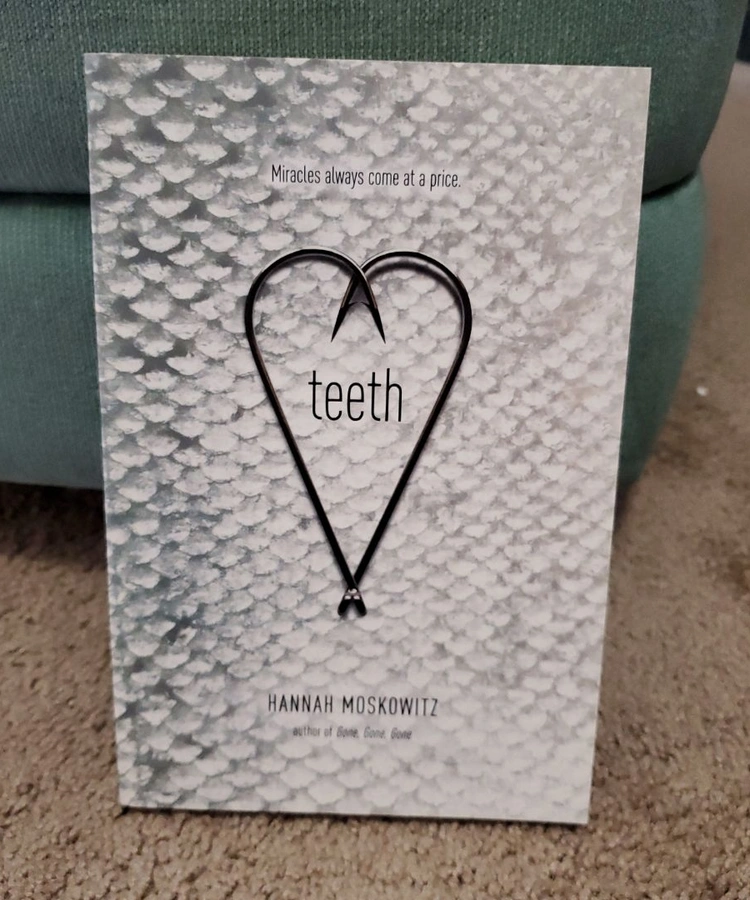 Miracles always come at a price.
teeth
HANNAH MOSKOWITZ
author of Gone, Gone, Gone